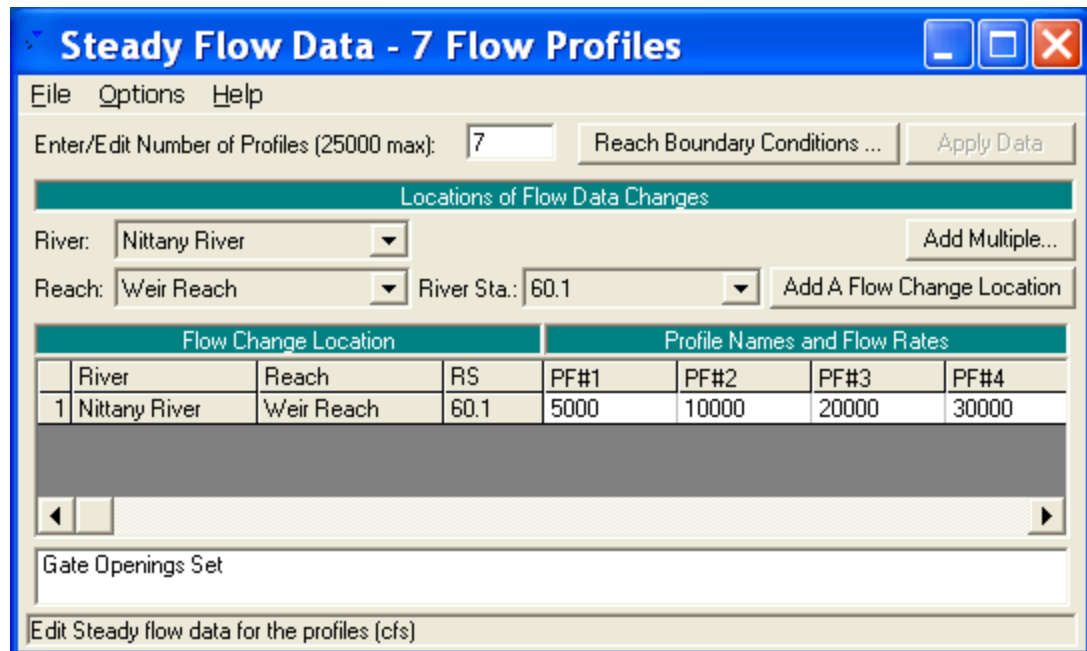 Steady Flow Data - 7 Flow Profiles
File Options Help
Enter/Edit Number of Profiles (25000 max): 7 Reach Boundary Conditions ... Apply Data
Locations of Flow Data Changes
River: Nittany River Add Multiple...
Reach: Weir Reach River Sta.: 60.1 Add A Flow Change Location
Flow Change Location Profile Names and Flow Rates
River Reach RS PF#1 PF#2 PF#3 PF#4
1 Nittany River Weir Reach 60.1 5000 10000 20000 30000
Gate Openings Set
Edit Steady flow data for the profiles (cfs)